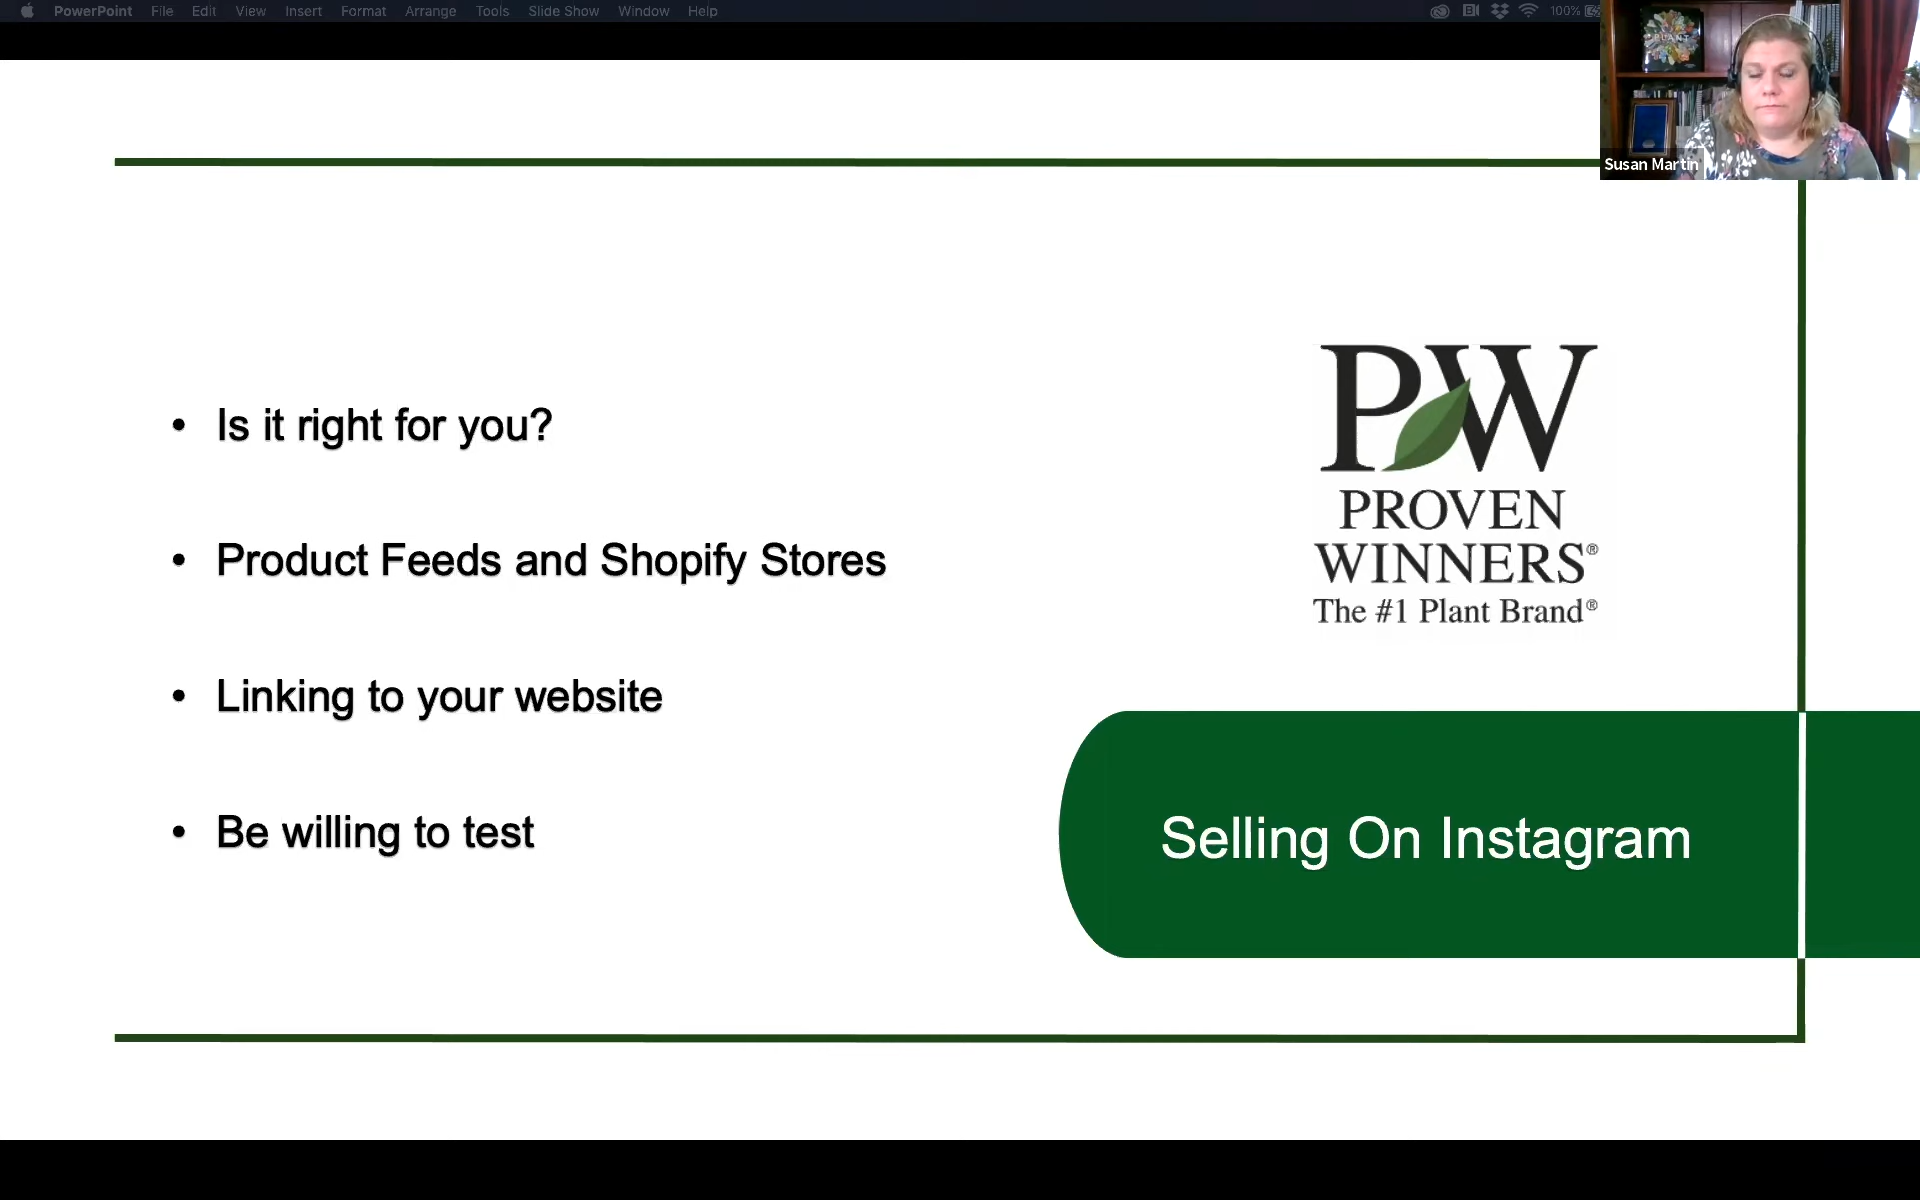 PowerPoint File Edit View Insert Format Arrange Tools Slide Show Window Help 100%
PLANT
Susan Martin
• Is it right for you?
• Product Feeds and Shopify Stores
• Linking to your website
• Be willing to test
PW
PROVEN
WINNERS®
The #1 Plant Brand®
Selling On Instagram